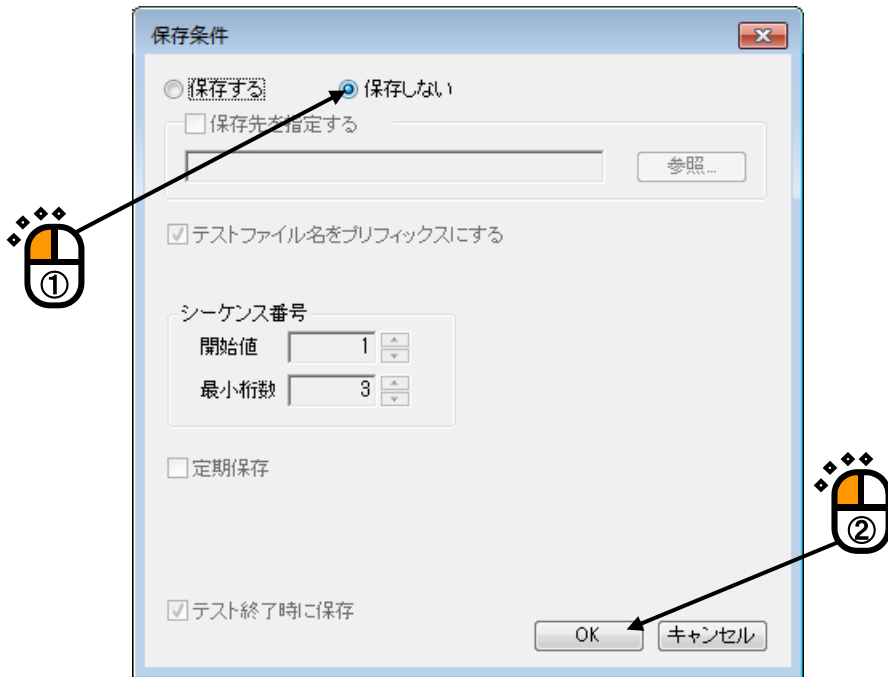 保存条件
保存する 保存しない
保存先を指定する
参照...
テストファイル名をプリフィックスにする
①
シーケンス番号
開始値 1
最小桁数 3
定期保存
②
テスト終了時に保存
OK キャンセル